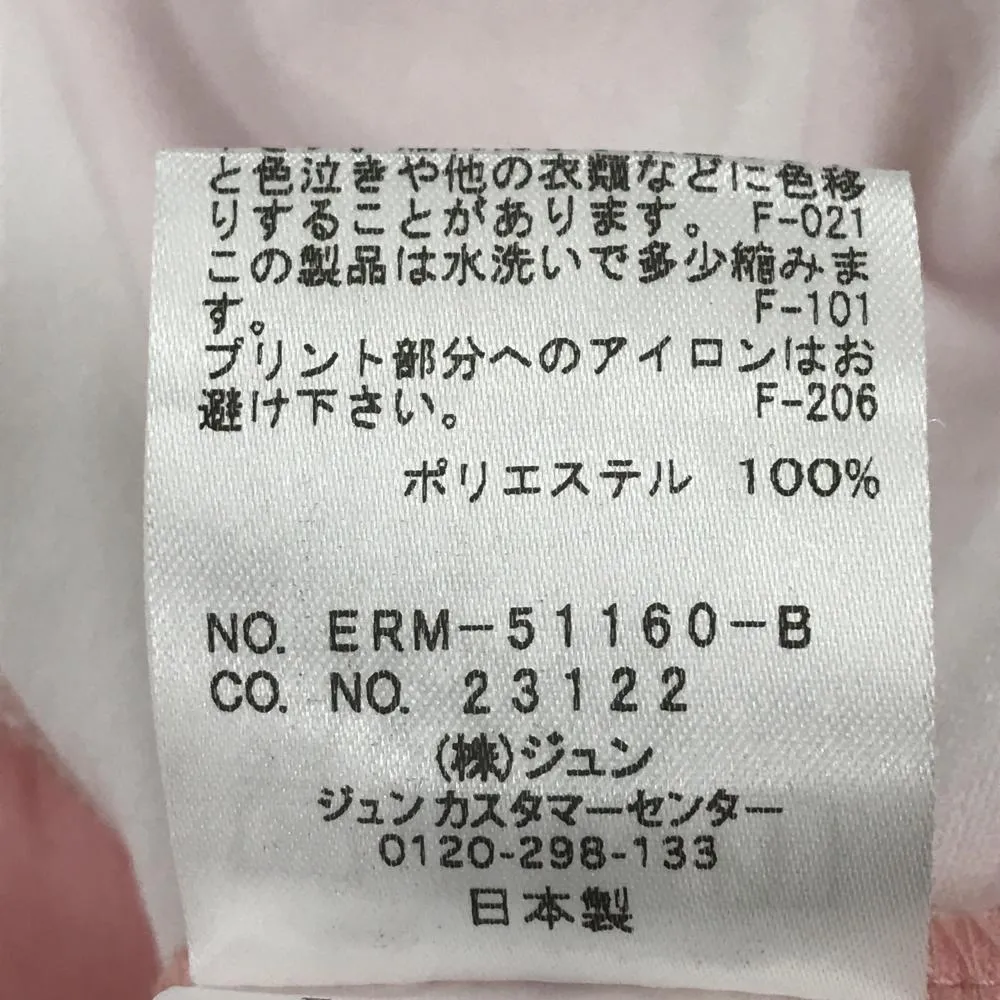 と色泣きや他の衣類などに色移
りすることがあります。 F-021
この製品は水洗いで多少縮みま
す。 F-101
プリント部分へのアイロンはお
避け下さい。 F-206
ポリエステル 100%
NO. ERM-51160-B
CO. NO. 23122
(株)ジュン
ジュンカスタマーセンター
0120-298-133
日本製